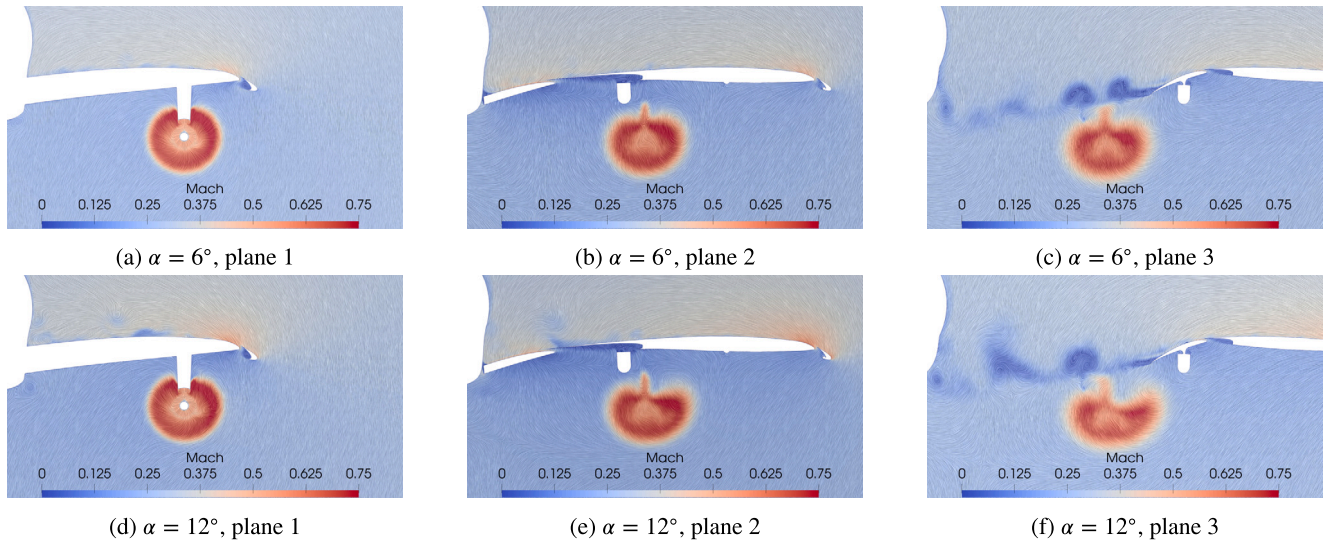 Mach
0 0.125 0.25 0.375 0.5 0.625 0.75
(a) α = 6°, plane 1
Mach
0 0.125 0.25 0.375 0.5 0.625 0.75
(b) α = 6°, plane 2
Mach
0 0.125 0.25 0.375 0.5 0.625 0.75
(c) α = 6°, plane 3
Mach
0 0.125 0.25 0.375 0.5 0.625 0.75
(d) α = 12°, plane 1
Mach
0 0.125 0.25 0.375 0.5 0.625 0.75
(e) α = 12°, plane 2
Mach
0 0.125 0.25 0.375 0.5 0.625 0.75
(f) α = 12°, plane 3